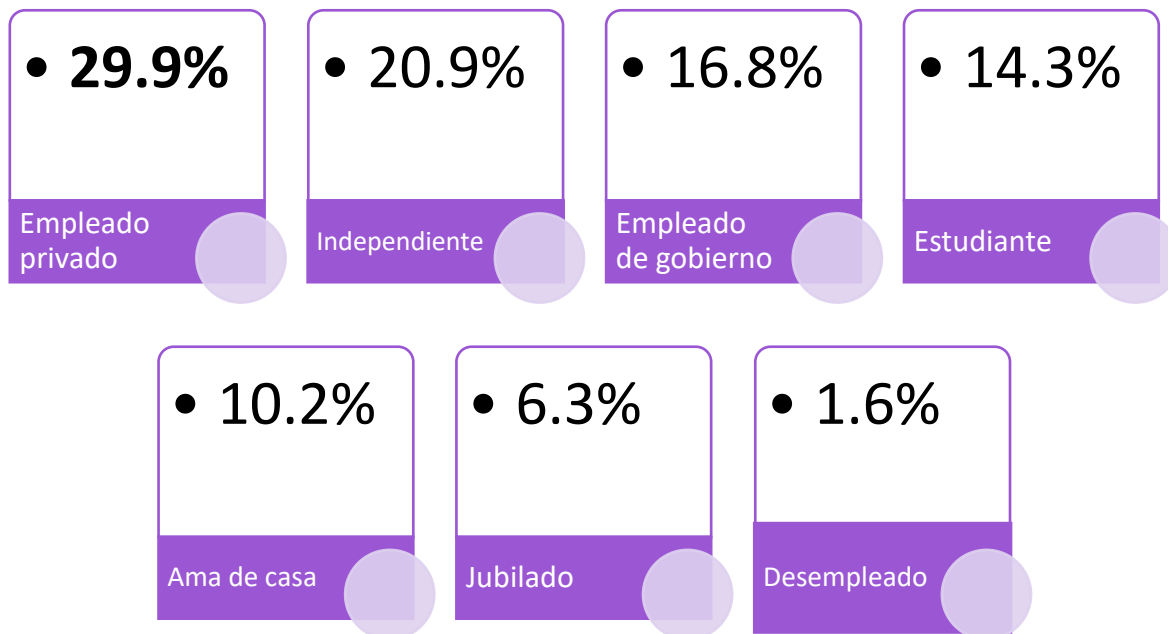 • 29.9%
Empleado
privado
• 20.9%
Independiente
• 16.8%
Empleado
de gobierno
• 14.3%
Estudiante
• 10.2%
Ama de casa
• 6.3%
Jubilado
• 1.6%
Desempleado